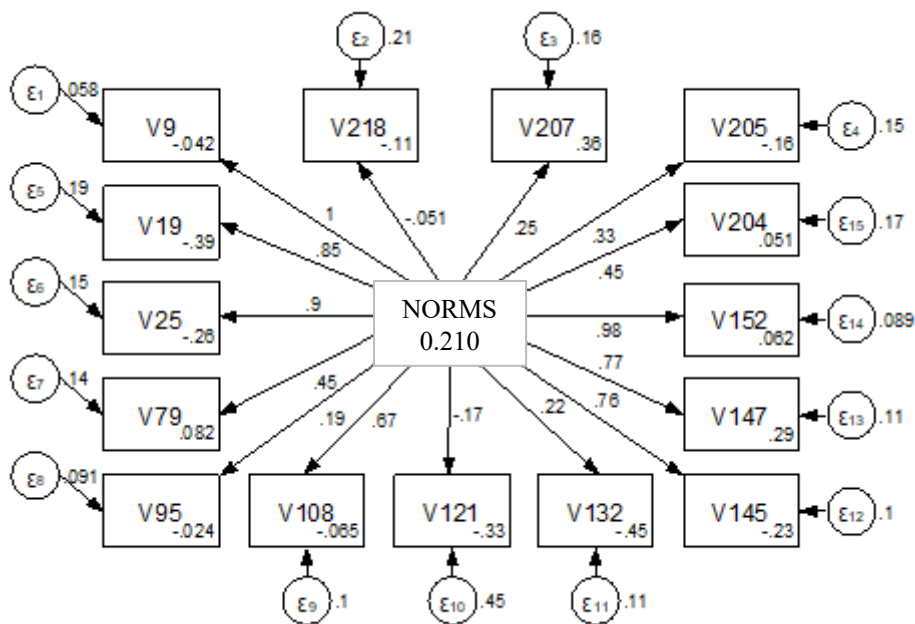 ε2 .21
ε3 .16
ε1 .058
V9 -.042
V218 -.11
V207 .36
V205 -.16
ε4 .15
ε5 .19
V19 -.39
1
-.051
.25
.33
V204 .051
ε15 .17
.85
.45
ε6 .15
V25 -.26
.9
NORMS
0.210
.98
V152 .062
ε14 .089
ε7 .14
V79 .082
.45
.77
V147 .29
ε13 .11
.19
.67
-.17
.22
.76
ε8 .091
V95 -.024
V108 -.065
V121 -.33
V132 -.45
V145 -.23
ε12 .1
ε9 .1
ε10 .45
ε11 .11